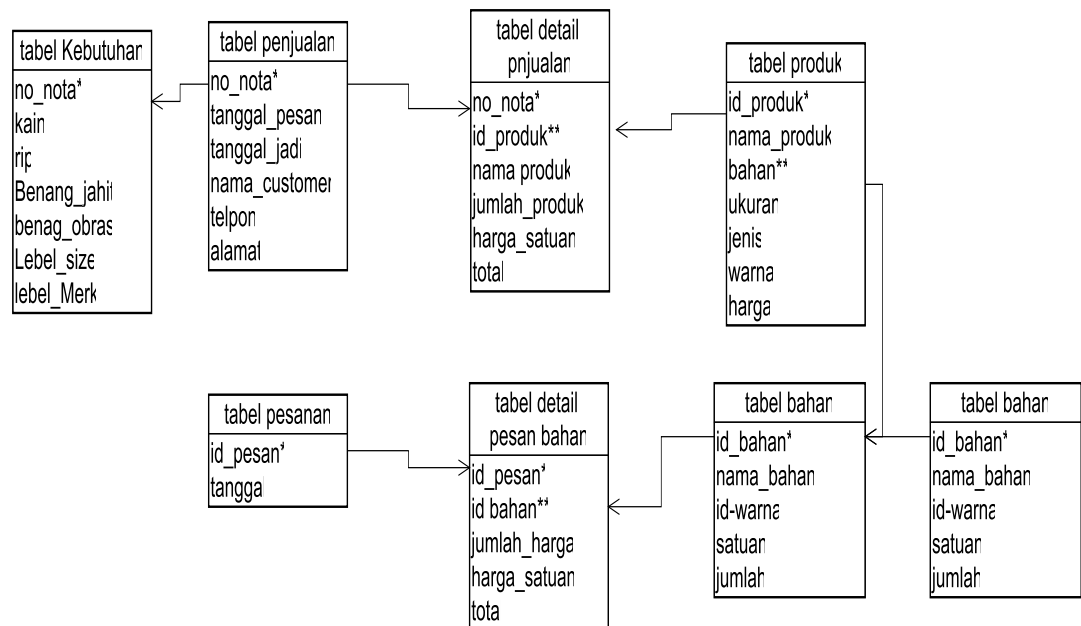 tabel Kebutuhan
no_nota*
kain
rip
Benang_jahit
benag_obras
Lebel_size
lebel_Merk
tabel penjualan
no_nota*
tanggal_pesan
tanggal_jadi
nama_customer
telpon
alamat
tabel detail
pnjualan
no_nota*
id_produk**
nama produk
jumlah_produk
harga_satuan
total
tabel produk
id_produk*
nama_produk
bahan**
ukuran
jenis
warna
harga
tabel pesanan
id_pesan*
tanggal
tabel detail
pesan bahan
id_pesan*
id bahan**
jumlah_harga
harga_satuan
total
tabel bahan
id_bahan*
nama_bahan
id-warna
satuan
jumlah
tabel bahan
id_bahan*
nama_bahan
id-warna
satuan
jumlah